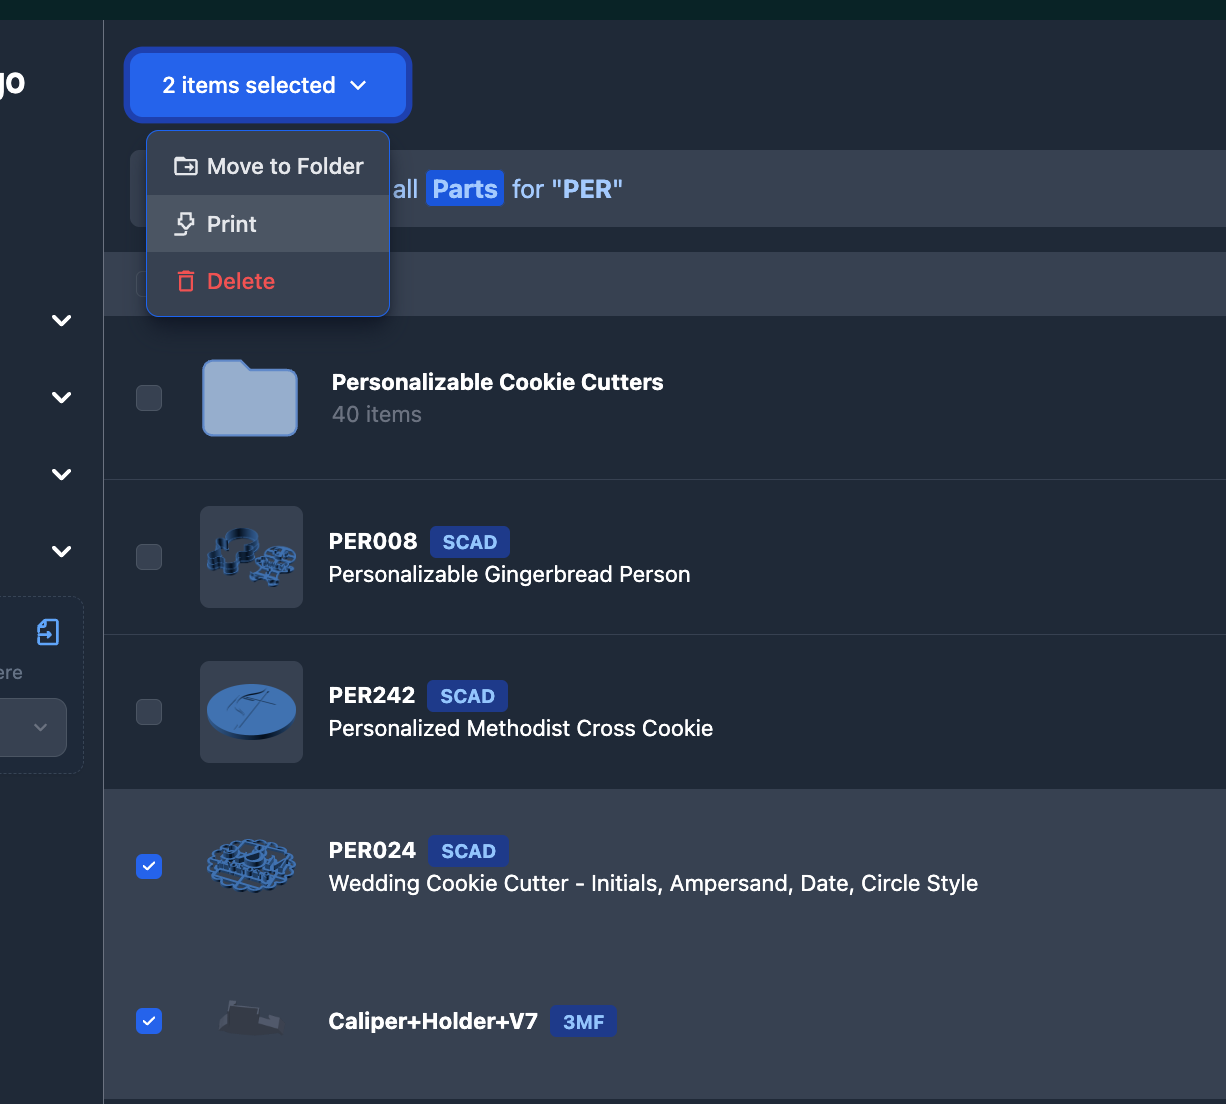 go
2 items selected
Move to Folder
all Parts for "PER"
Print
Delete
Personalizable Cookie Cutters
40 items
PER008 SCAD
Personalizable Gingerbread Person
ere
PER242 SCAD
Personalized Methodist Cross Cookie
PER024 SCAD
Wedding Cookie Cutter - Initials, Ampersand, Date, Circle Style
Caliper+Holder+V7 3MF